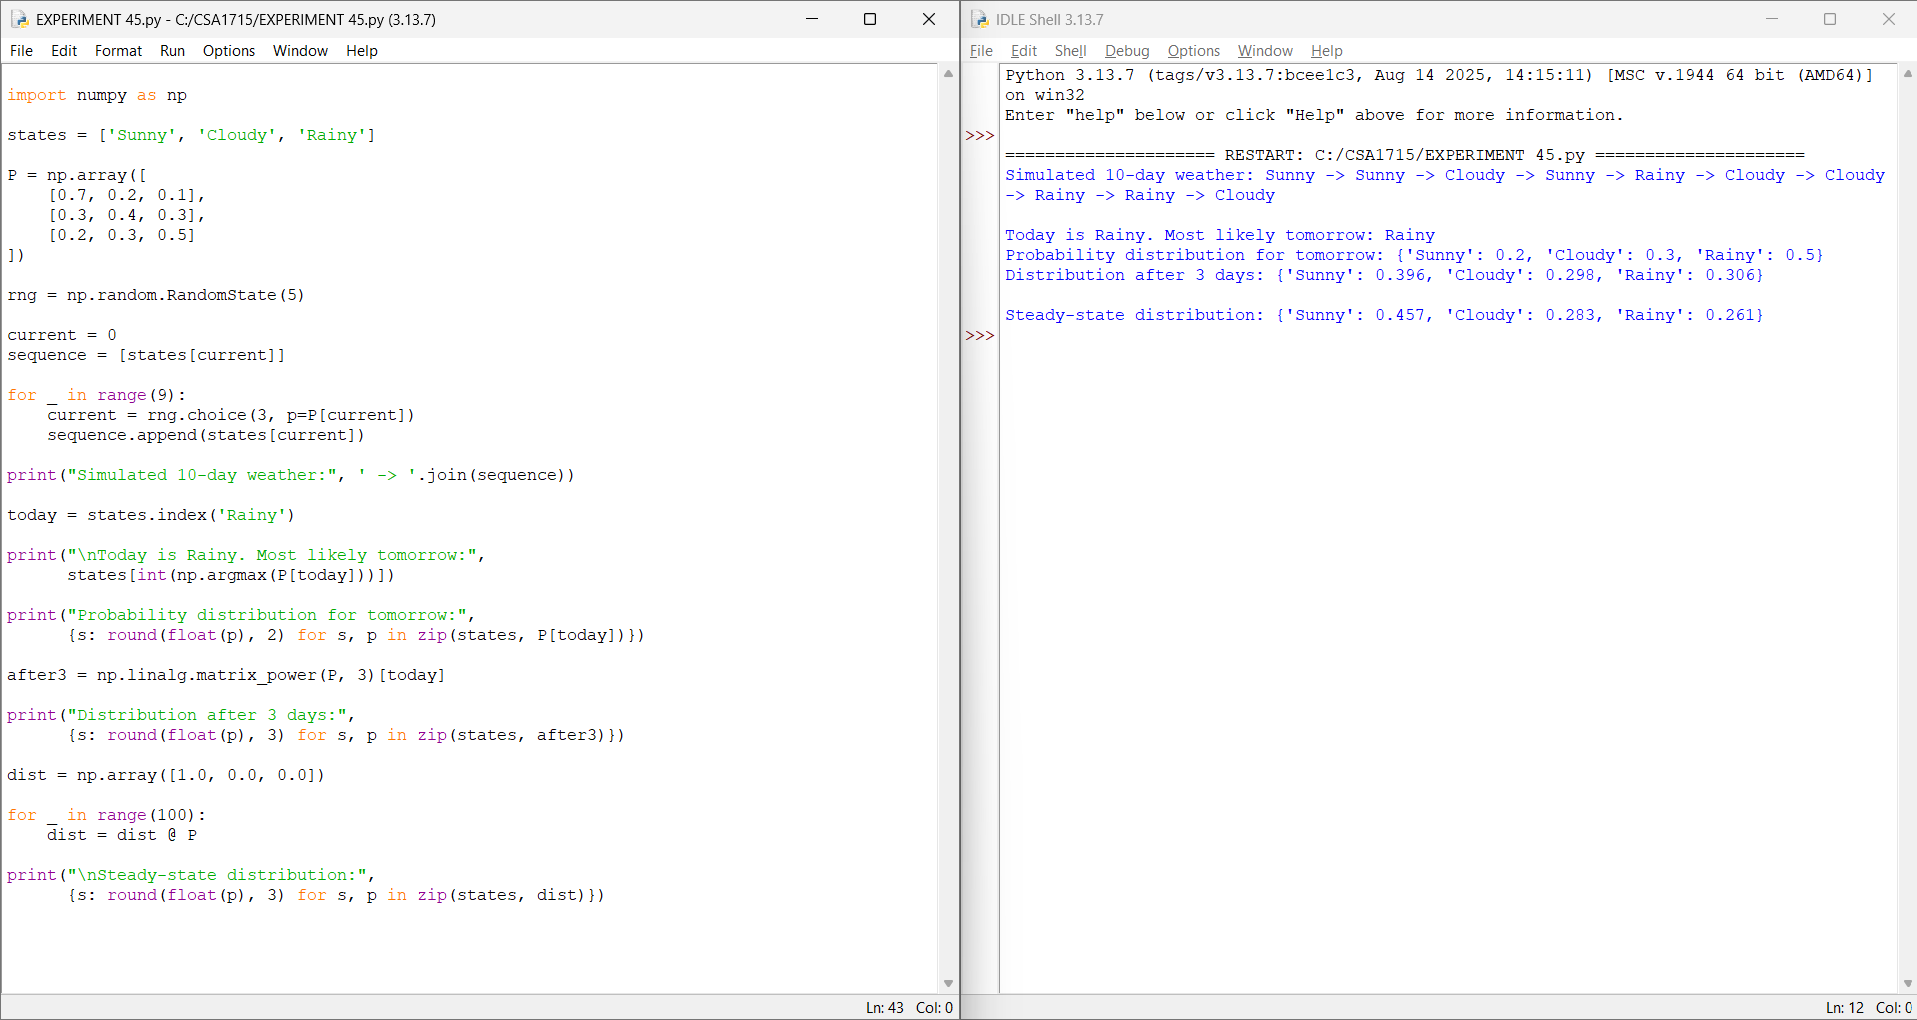 EXPERIMENT 45.py - C:/CSA1715/EXPERIMENT 45.py (3.13.7)
File Edit Format Run Options Window Help
import numpy as np
states = ['Sunny', 'Cloudy', 'Rainy']
P = np.array([
    [0.7, 0.2, 0.1],
    [0.3, 0.4, 0.3],
    [0.2, 0.3, 0.5]
])
rng = np.random.RandomState(5)
current = 0
sequence = [states[current]]
for _ in range(9):
    current = rng.choice(3, p=P[current])
    sequence.append(states[current])
print("Simulated 10-day weather:", ' -> '.join(sequence))
today = states.index('Rainy')
print("\nToday is Rainy. Most likely tomorrow:",
      states[int(np.argmax(P[today]))])
print("Probability distribution for tomorrow:",
      {s: round(float(p), 2) for s, p in zip(states, P[today])})
after3 = np.linalg.matrix_power(P, 3)[today]
print("Distribution after 3 days:",
      {s: round(float(p), 3) for s, p in zip(states, after3)})
dist = np.array([1.0, 0.0, 0.0])
for _ in range(100):
    dist = dist @ P
print("\nSteady-state distribution:",
      {s: round(float(p), 3) for s, p in zip(states, dist)})
Ln: 43 Col: 0
IDLE Shell 3.13.7
File Edit Shell Debug Options Window Help
Python 3.13.7 (tags/v3.13.7:bcee1c3, Aug 14 2025, 14:15:11) [MSC v.1944 64 bit (AMD64)]
on win32
Enter "help" below or click "Help" above for more information.
>>>
===================== RESTART: C:/CSA1715/EXPERIMENT 45.py =====================
Simulated 10-day weather: Sunny -> Sunny -> Cloudy -> Sunny -> Rainy -> Cloudy -> Cloudy
-> Rainy -> Rainy -> Cloudy
Today is Rainy. Most likely tomorrow: Rainy
Probability distribution for tomorrow: {'Sunny': 0.2, 'Cloudy': 0.3, 'Rainy': 0.5}
Distribution after 3 days: {'Sunny': 0.396, 'Cloudy': 0.298, 'Rainy': 0.306}
Steady-state distribution: {'Sunny': 0.457, 'Cloudy': 0.283, 'Rainy': 0.261}
>>>
Ln: 12 Col: 0